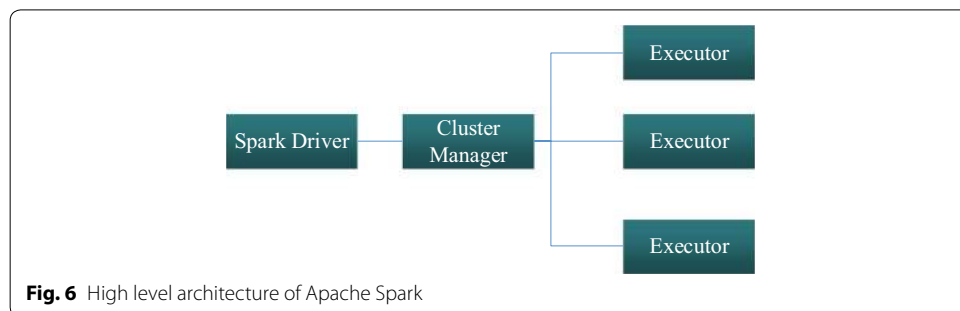 Executor
Spark Driver
Cluster
Manager
Executor
Executor
Fig. 6 High level architecture of Apache Spark